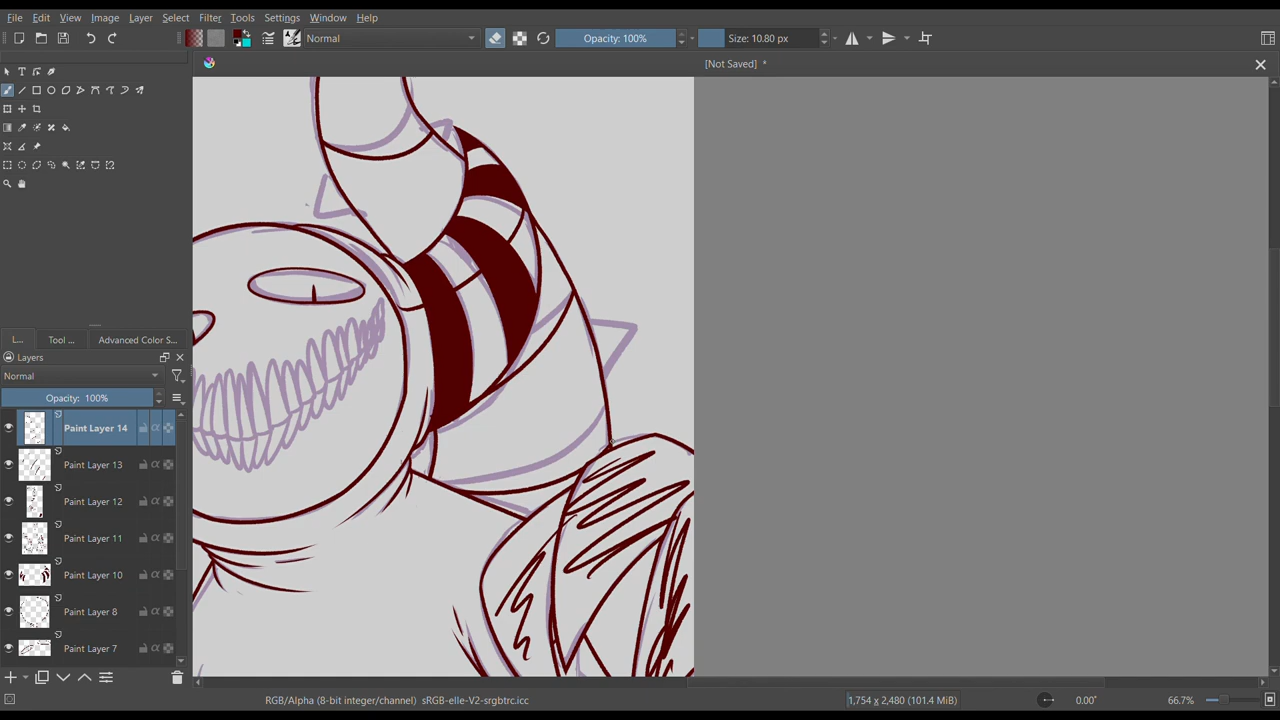 File Edit View Image Layer Select Filter Tools Settings Window Help
Normal Opacity: 100% Size: 10.80 px
[Not Saved] *
L... Tool ... Advanced Color S...
Layers
Normal
Opacity: 100%
Paint Layer 14
Paint Layer 13
Paint Layer 12
Paint Layer 11
Paint Layer 10
Paint Layer 8
Paint Layer 7
RGB/Alpha (8-bit integer/channel) sRGB-elle-V2-srgbtrc.icc 1,754 x 2,480 (101.4 MiB) 0.00° 66.7%